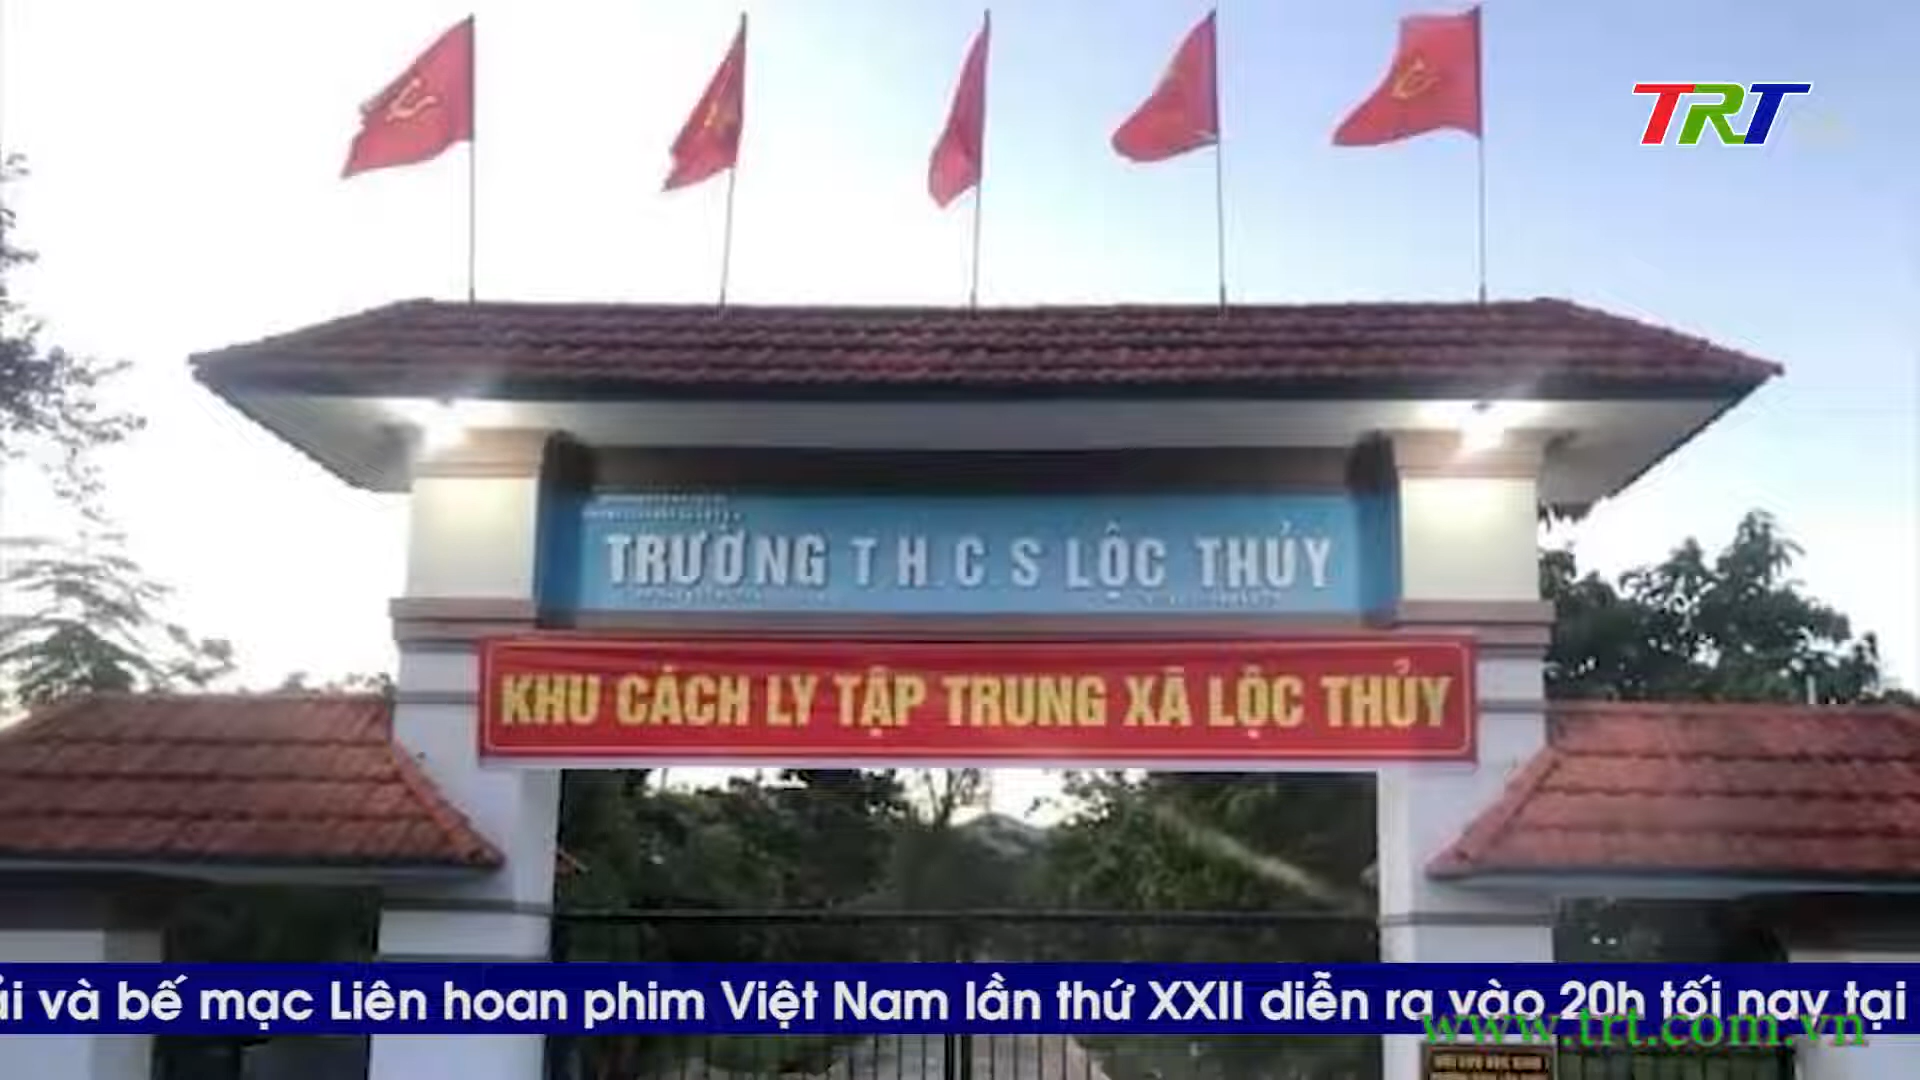 TRT
TRƯỜNG T H C S LỘC THỦY
KHU CÁCH LY TẬP TRUNG XÃ LỘC THỦY
và bế mạc Liên hoan phim Việt Nam lần thứ XXII diễn ra vào 20h tối nay tại
www.trt.com.vn